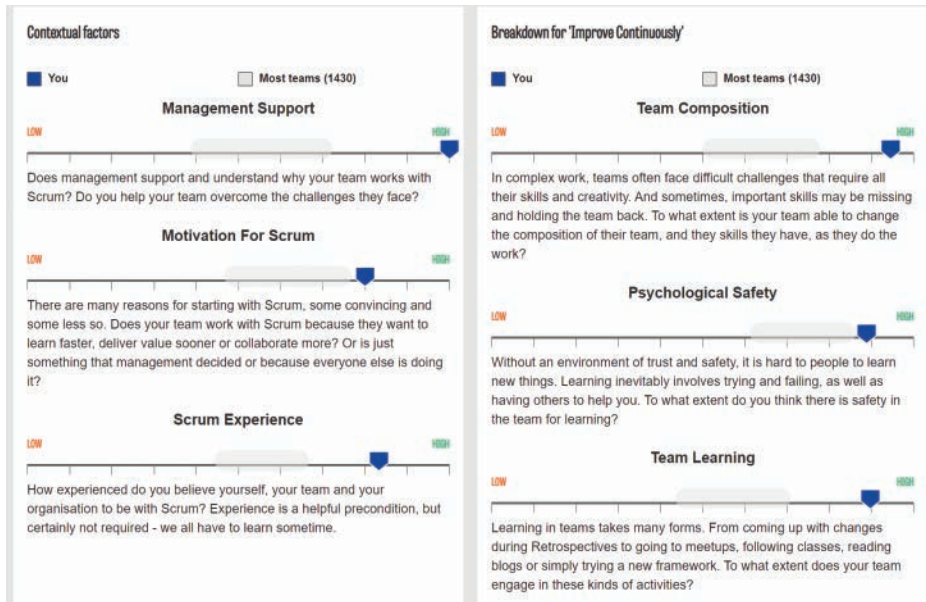 Contextual factors
You
Most teams (1430)
Management Support
LOW
HIGH
Does management support and understand why your team works with
Scrum? Do you help your team overcome the challenges they face?
Motivation For Scrum
LOW
HIGH
There are many reasons for starting with Scrum, some convincing and
some less so. Does your team work with Scrum because they want to
learn faster, deliver value sooner or collaborate more? Or is just
something that management decided or because everyone else is doing
it?
Scrum Experience
LOW
HIGH
How experienced do you believe yourself, your team and your
organisation to be with Scrum? Experience is a helpful precondition, but
certainly not required - we all have to learn sometime.
Breakdown for 'Improve Continuously'
You
Most teams (1430)
Team Composition
LOW
HIGH
In complex work, teams often face difficult challenges that require all
their skills and creativity. And sometimes, important skills may be missing
and holding the team back. To what extent is your team able to change
the composition of their team, and they skills they have, as they do the
work?
Psychological Safety
LOW
HIGH
Without an environment of trust and safety, it is hard to people to learn
new things. Learning inevitably involves trying and failing, as well as
having others to help you. To what extent do you think there is safety in
the team for learning?
Team Learning
LOW
HIGH
Learning in teams takes many forms. From coming up with changes
during Retrospectives to going to meetups, following classes, reading
blogs or simply trying a new framework. To what extent does your team
engage in these kinds of activities?